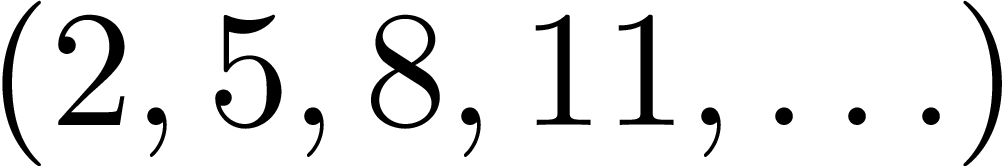 (2, 5, 8, 11, . . .)